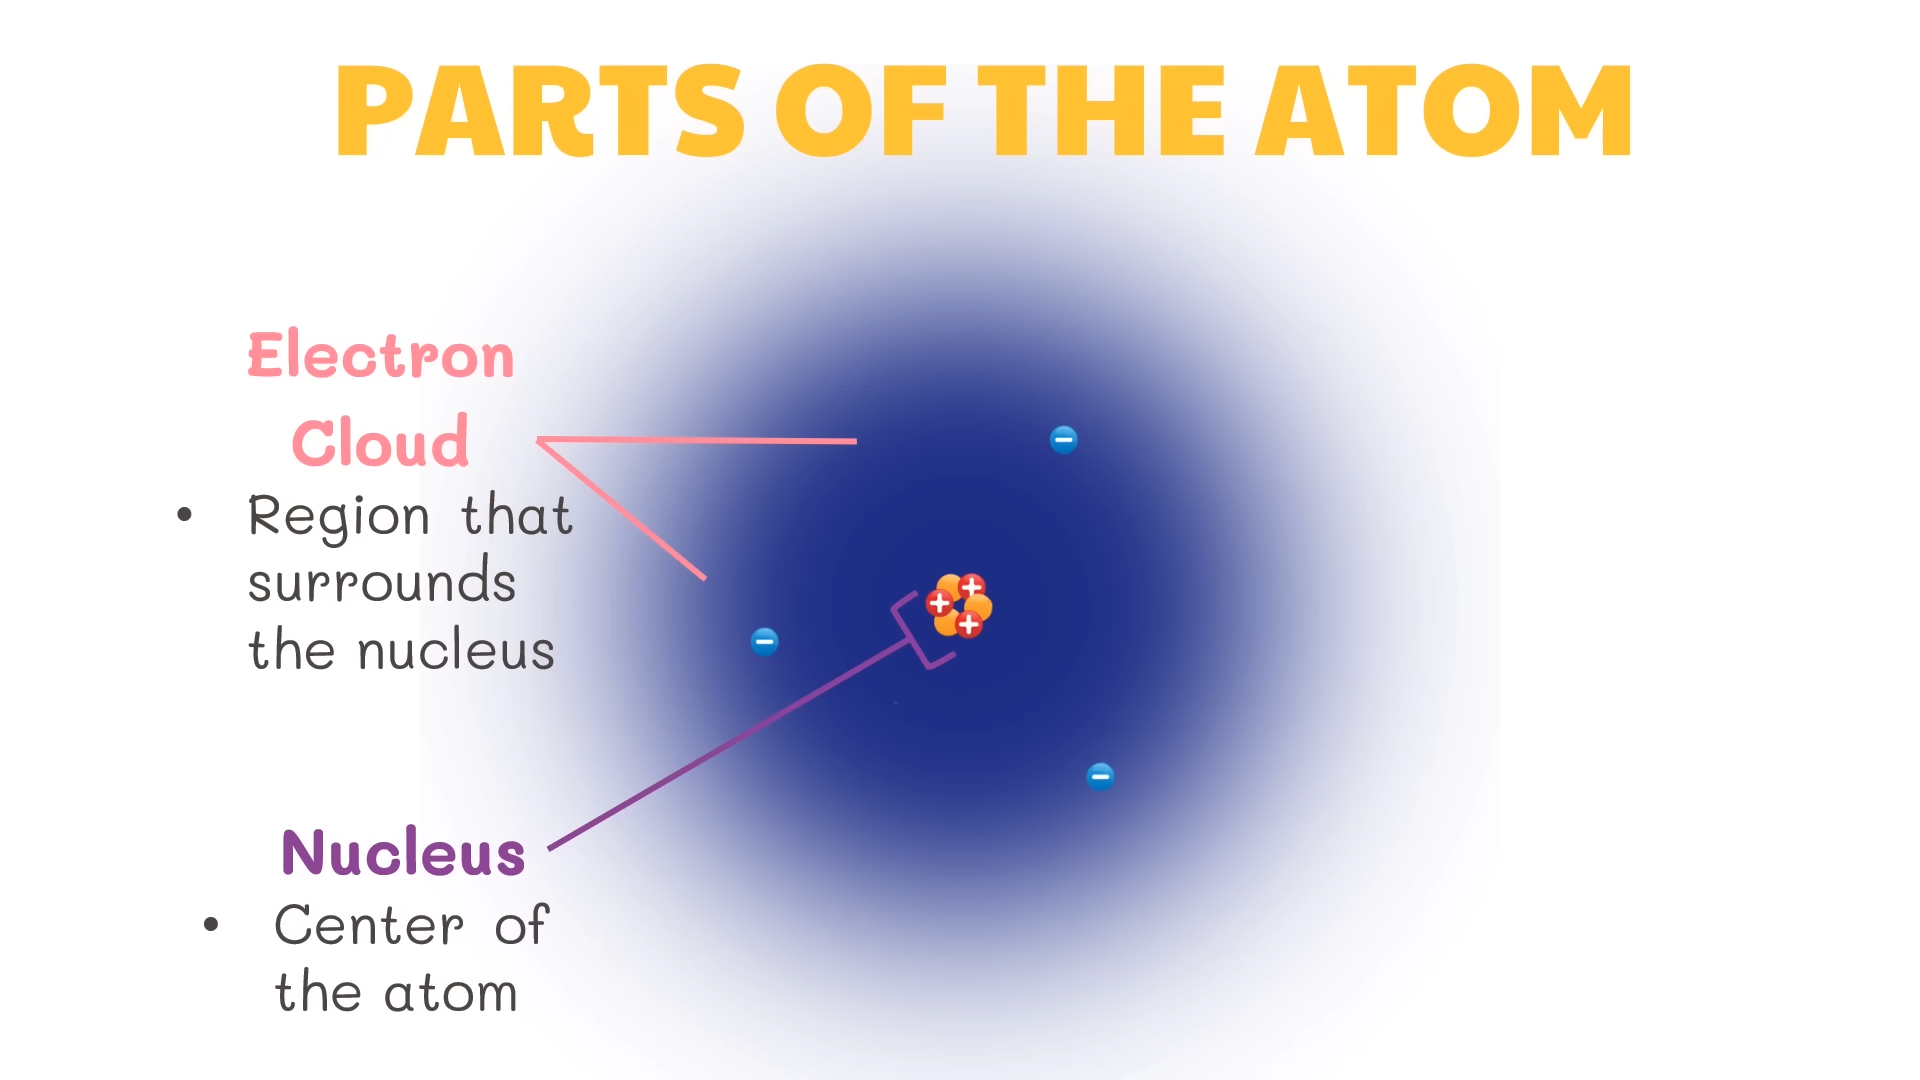 PARTS OF THE ATOM
Electron
Cloud
• Region that
surrounds
the nucleus
Nucleus
• Center of
the atom